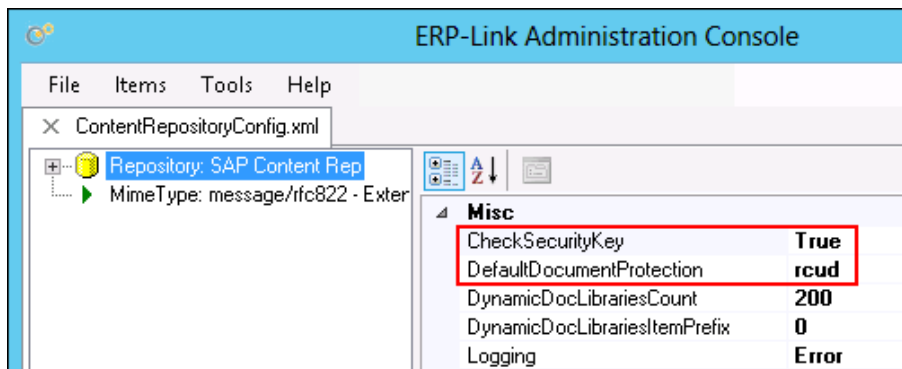 ERP-Link Administration Console
File Items Tools Help
ContentRepositoryConfig.xml
Repository: SAP Content Rep
MimeType: message/rfc822 - Exter
Misc
CheckSecurityKey True
DefaultDocumentProtection rcud
DynamicDocLibrariesCount 200
DynamicDocLibrariesItemPrefix 0
Logging Error